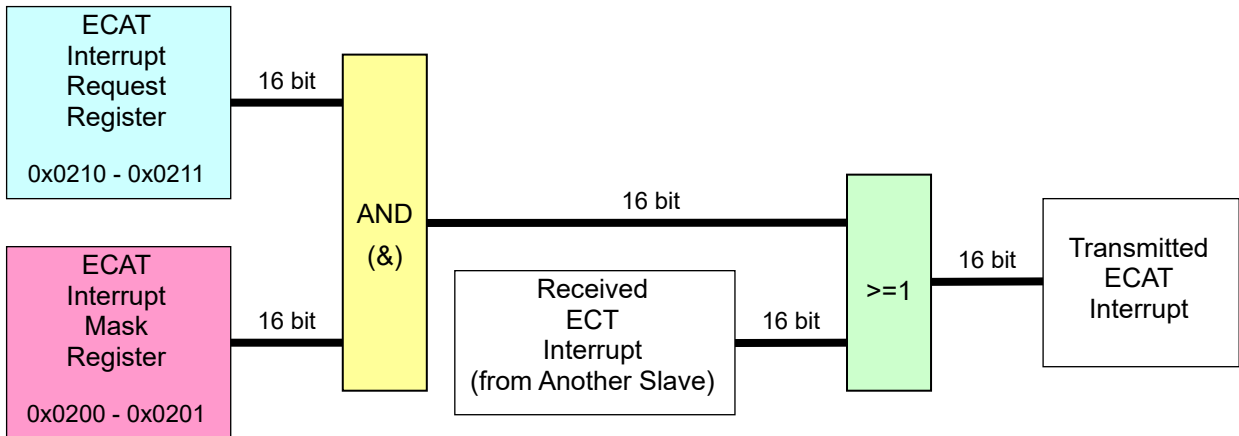 ECAT
Interrupt
Request
Register
0x0210 - 0x0211
16 bit
ECAT
Interrupt
Mask
Register
0x0200 - 0x0201
16 bit
AND
(&)
16 bit
Received
ECT
Interrupt
(from Another Slave)
16 bit
>=1
16 bit
Transmitted
ECAT
Interrupt